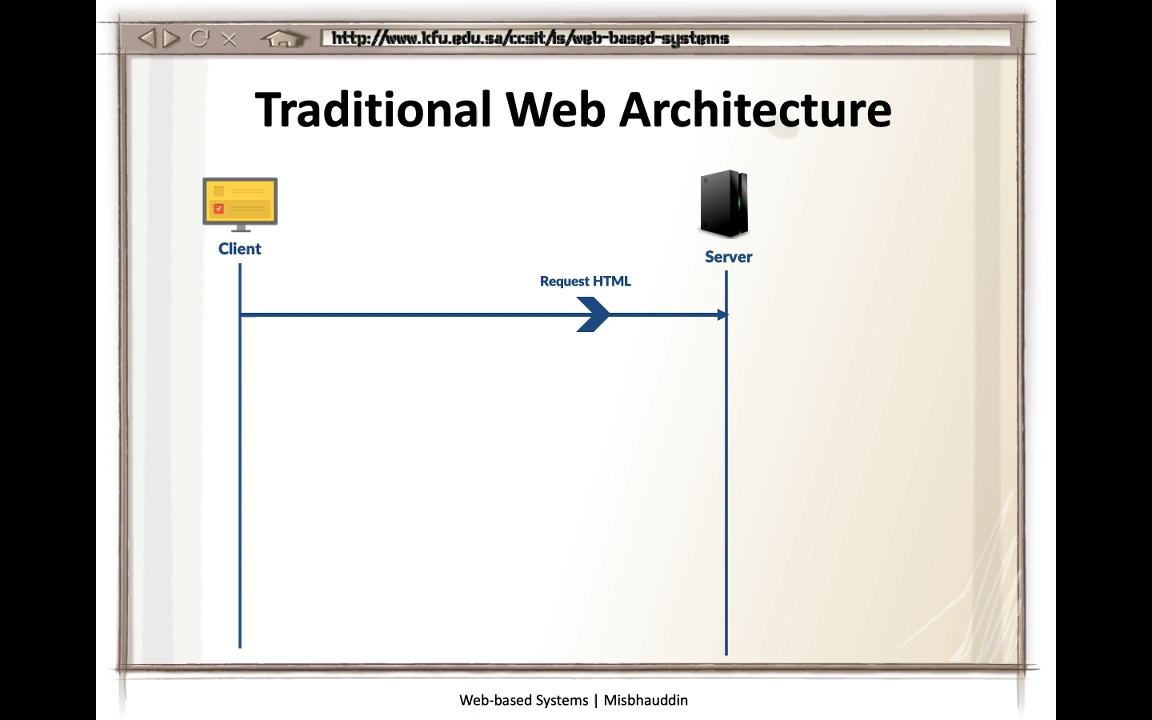 http://www.kfu.edu.sa/ccsit/is/web-based-systems
Traditional Web Architecture
Client
Server
Request HTML
Web-based Systems | Misbhauddin